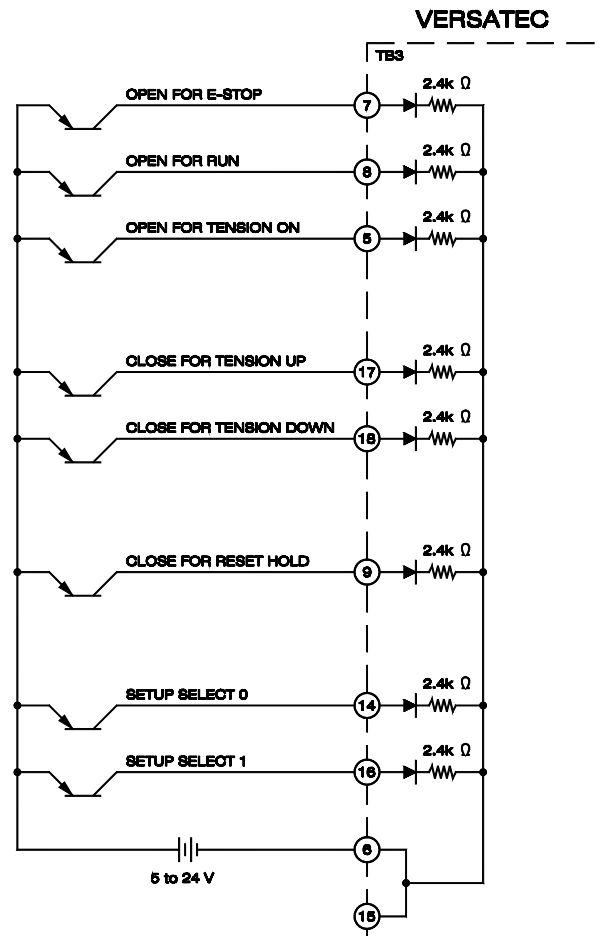 VERSATEC
TB3
OPEN FOR E-STOP 7 2.4k Ω
OPEN FOR RUN 8 2.4k Ω
OPEN FOR TENSION ON 5 2.4k Ω
CLOSE FOR TENSION UP 17 2.4k Ω
CLOSE FOR TENSION DOWN 18 2.4k Ω
CLOSE FOR RESET HOLD 9 2.4k Ω
SETUP SELECT 0 14 2.4k Ω
SETUP SELECT 1 16 2.4k Ω
6
5 to 24 V
15